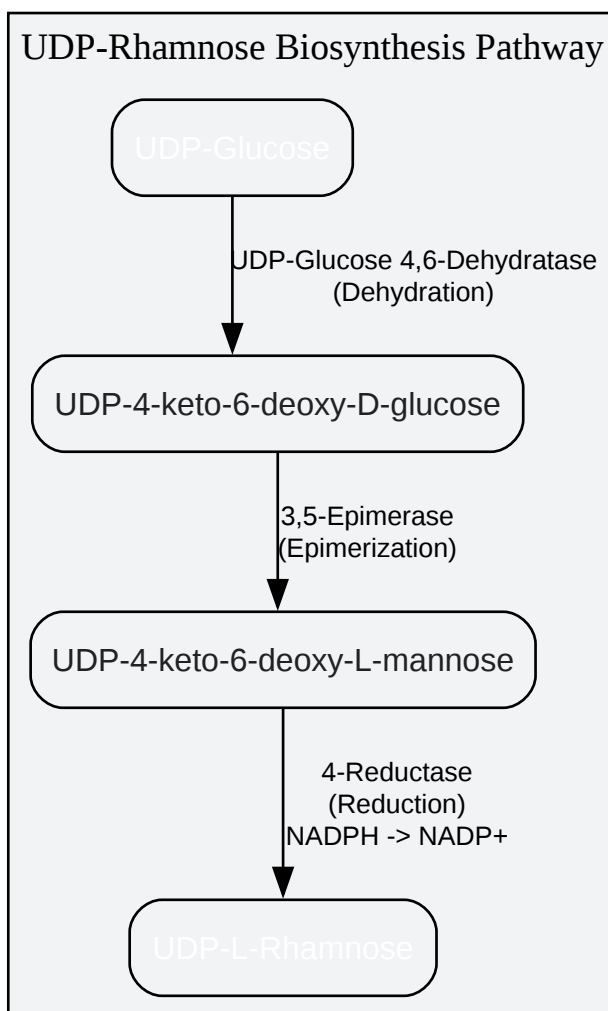 UDP-Rhamnose Biosynthesis Pathway
UDP-Glucose
UDP-Glucose 4,6-Dehydratase
(Dehydration)
UDP-4-keto-6-deoxy-D-glucose
3,5-Epimerase
(Epimerization)
UDP-4-keto-6-deoxy-L-mannose
4-Reductase
(Reduction)
NADPH -> NADP+
UDP-L-Rhamnose